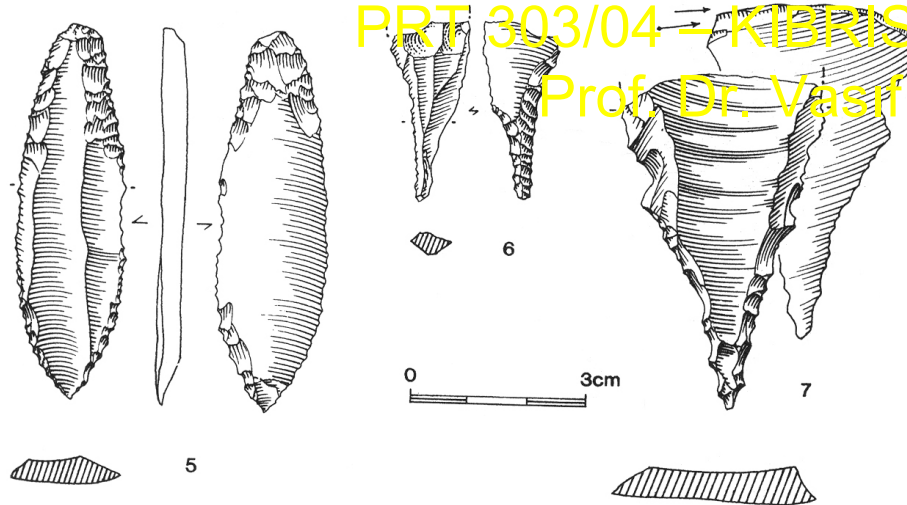 PRT 303/04 – KIBRIS
Prof. Dr. Vasıf
6
0 3cm
7
5